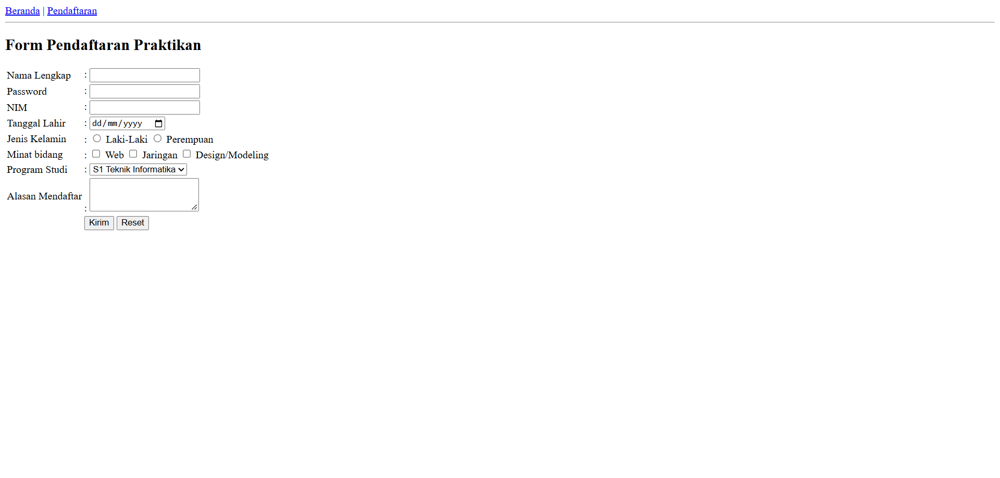 Beranda | Pendaftaran
Form Pendaftaran Praktikan
Nama Lengkap :
Password :
NIM :
Tanggal Lahir : dd/mm/yyyy
Jenis Kelamin : Laki-Laki Perempuan
Minat bidang : Web Jaringan Design/Modeling
Program Studi : S1 Teknik Informatika
Alasan Mendaftar :
Kirim Reset